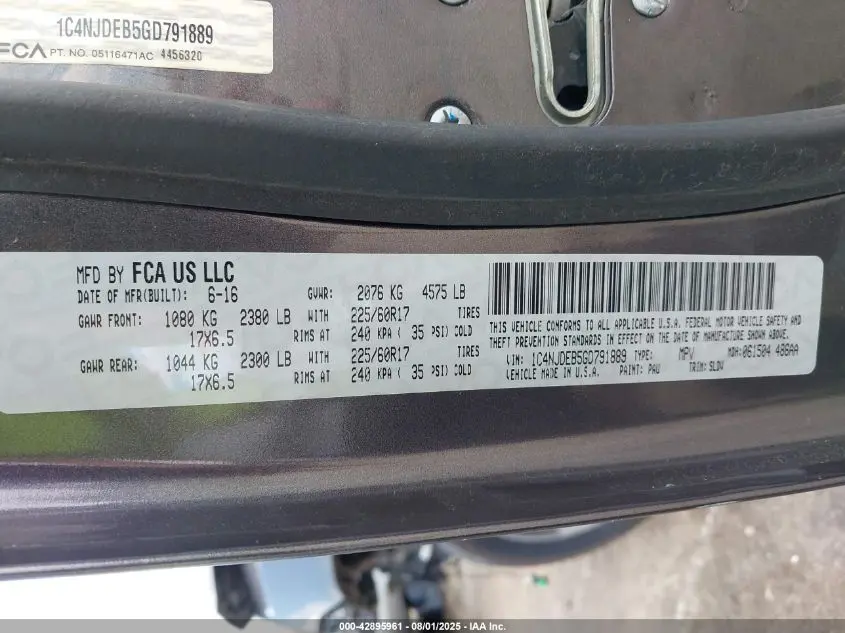 1C4NJDEB5GD791889
FCA PT. NO. 05116471AC 4456320
MFD BY FCA US LLC
DATE OF MFR(BUILT): 6-16 GVWR: 2076 KG 4575 LB
GAWR FRONT: 1080 KG 2380 LB WITH 225/60R17 TIRES
17X6.5 RIMS AT 240 KPA ( 35 PSI) COLD
GAWR REAR: 1044 KG 2300 LB WITH 225/60R17 TIRES
17X6.5 RIMS AT 240 KPA ( 35 PSI) COLD
THIS VEHICLE CONFORMS TO ALL APPLICABLE U.S.A. FEDERAL MOTOR VEHICLE SAFETY AND
THEFT PREVENTION STANDARDS IN EFFECT ON THE DATE OF MANUFACTURE SHOWN ABOVE.
VIN: 1C4NJDEB5GD791889 TYPE: MPV MDH: 061504 486AA
VEHICLE MADE IN U.S.A. PAINT: PAU TRIM: SLDV
000-42895961 - 08/01/2025 - IAA Inc.